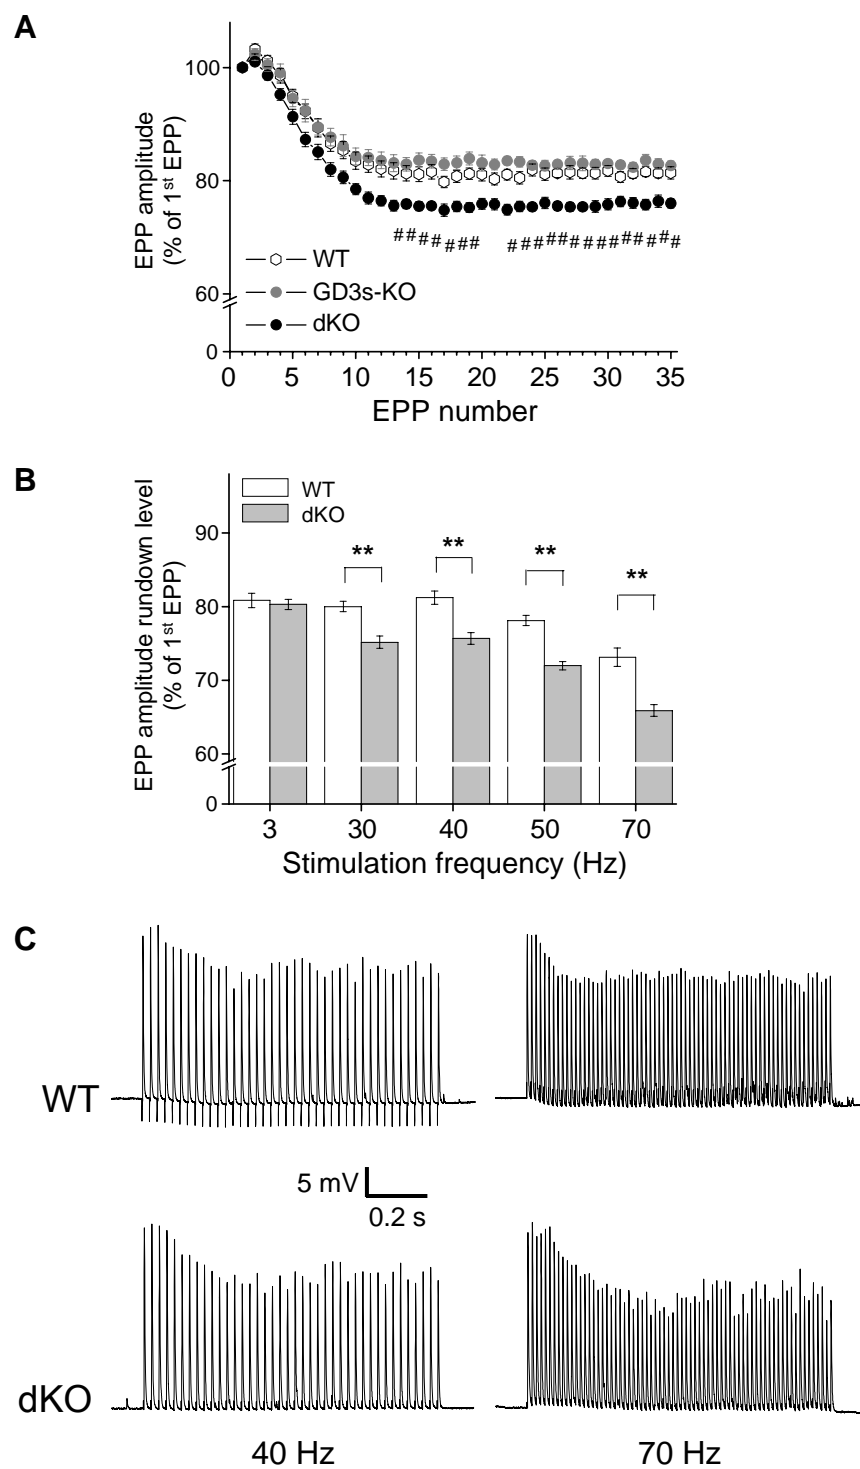 A
EPP amplitude
(% of 1st EPP)
100
80
60
0
## ## ### ### ## #### ## ## #
WT
GD3s-KO
dKO
0 5 10 15 20 25 30 35
EPP number
B
EPP amplitude rundown level
(% of 1st EPP)
90
80
70
60
0
WT
dKO
** ** ** **
3 30 40 50 70
Stimulation frequency (Hz)
C
WT
5 mV
0.2 s
dKO
40 Hz 70 Hz